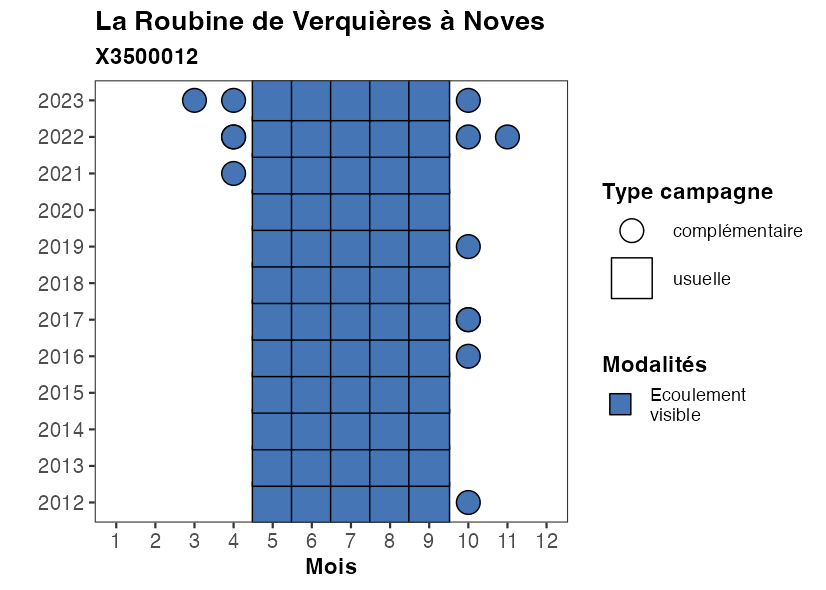 La Roubine de Verquières à Noves
X3500012
2023
2022
2021
2020
2019
2018
2017
2016
2015
2014
2013
2012
1 2 3 4 5 6 7 8 9 10 11 12
Mois
Type campagne
complémentaire
usuelle
Modalités
Ecoulement
visible